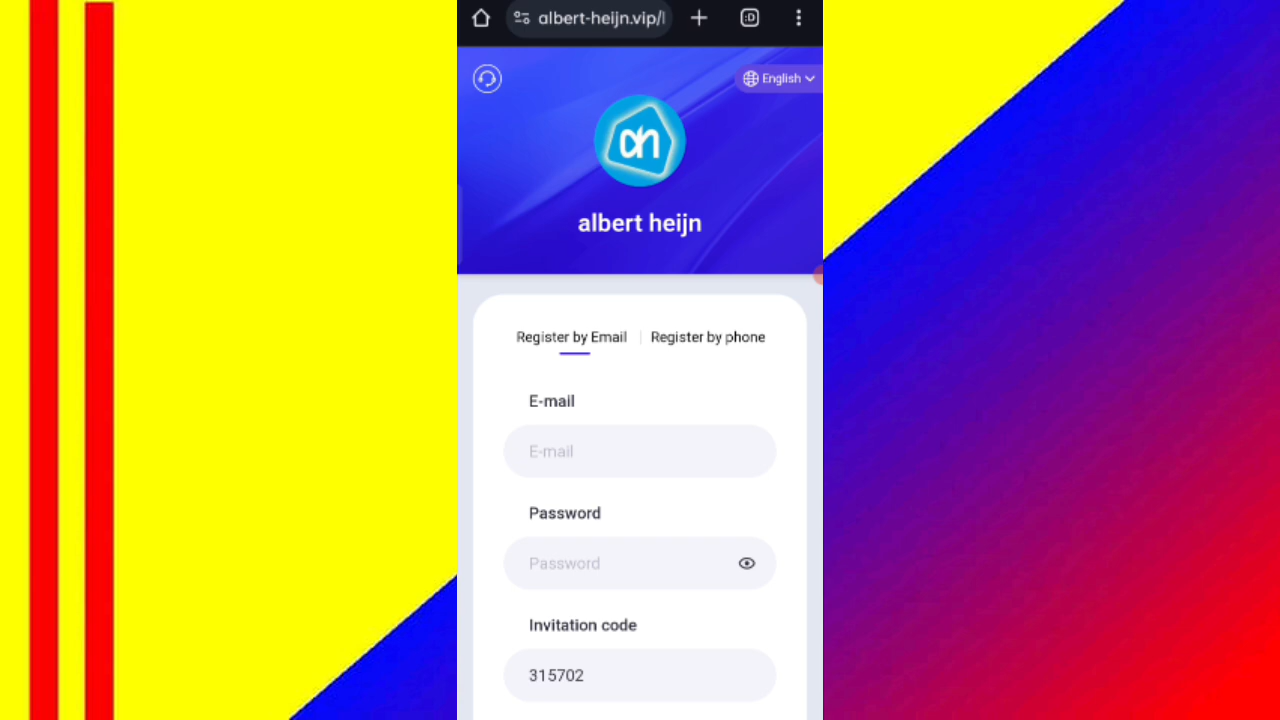 albert-heijn.vip/
:D
English
ah
albert heijn
Register by Email
Register by phone
E-mail
E-mail
Password
Password
Invitation code
315702